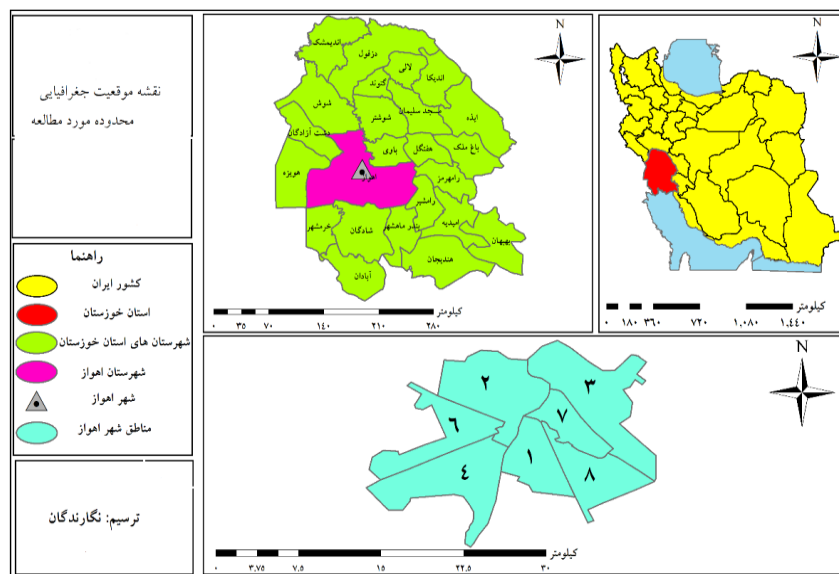 نقشه موقعیت جغرافیایی
محدوده مورد مطالعه
راهنما
کشور ایران
استان خوزستان
شهرستان های استان خوزستان
شهرستان اهواز
شهر اهواز
مناطق شهر اهواز
ترسیم: نگارندگان
N
اندیمشک
دزفول
لالی
اندیکا
گتوند
شوش
شوشتر
مسجد سلیمان
ایذه
دشت آزادگان
باوی
هفتگل
باغ ملک
هویزه
اهواز
رامهرمز
رامشیر
خرمشهر
شادگان
بندر ماهشهر
امیدیه
بهبهان
هندیجان
آبادان
کیلومتر
۰ ۳۵ ۷۰ ۱۴۰ ۲۱۰ ۲۸۰
N
کیلومتر
۰ ۱۸۰ ۳۶۰ ۷۲۰ ۱,۰۸۰ ۱,۴۴۰
N
۲
۳
۷
۶
۱
۴
۸
کیلومتر
۰ ۳,۷۵ ۷,۵ ۱۵ ۲۲,۵ ۳۰